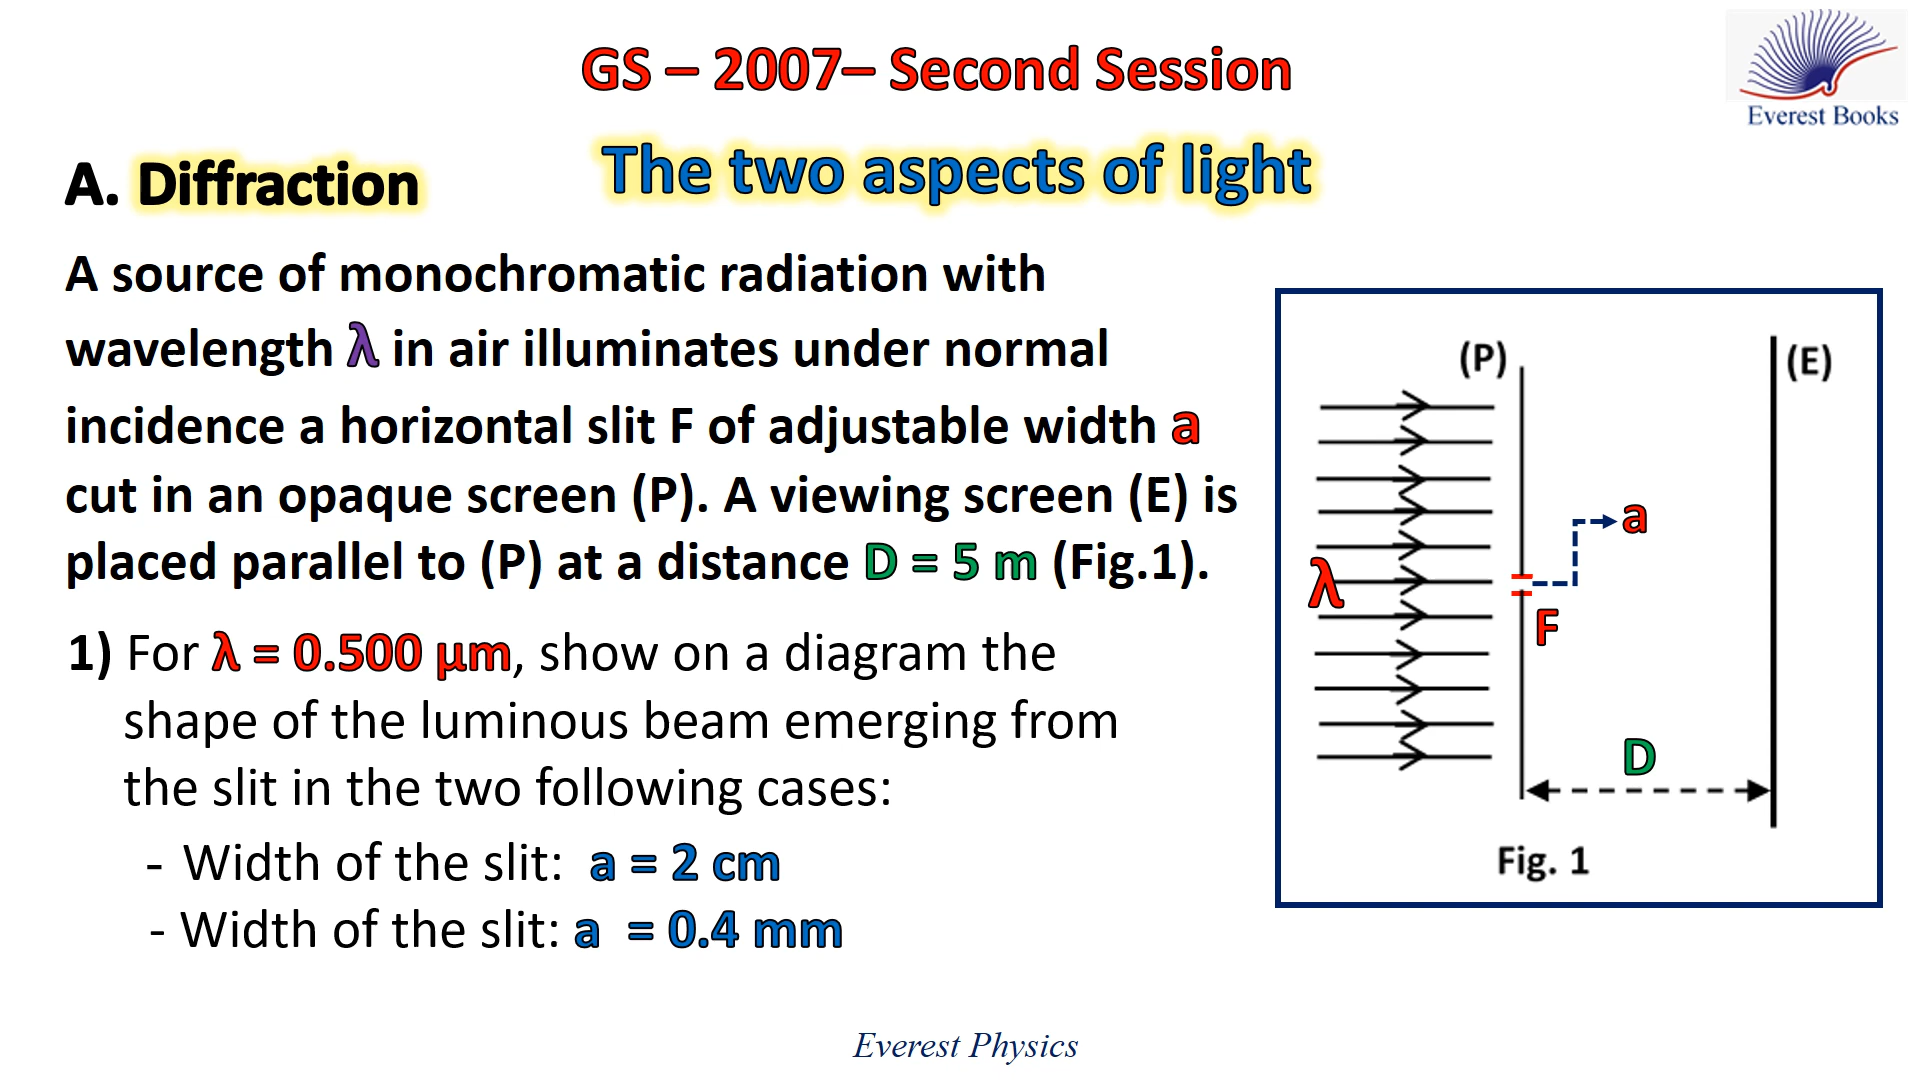 GS – 2007– Second Session
Everest Books
The two aspects of light
A. Diffraction
A source of monochromatic radiation with
wavelength λ in air illuminates under normal
incidence a horizontal slit F of adjustable width a
cut in an opaque screen (P). A viewing screen (E) is
placed parallel to (P) at a distance D = 5 m (Fig.1).
1) For λ = 0.500 μm, show on a diagram the
shape of the luminous beam emerging from
the slit in the two following cases:
- Width of the slit: a = 2 cm
- Width of the slit: a = 0.4 mm
(P)
(E)
a
λ
F
D
Fig. 1
Everest Physics